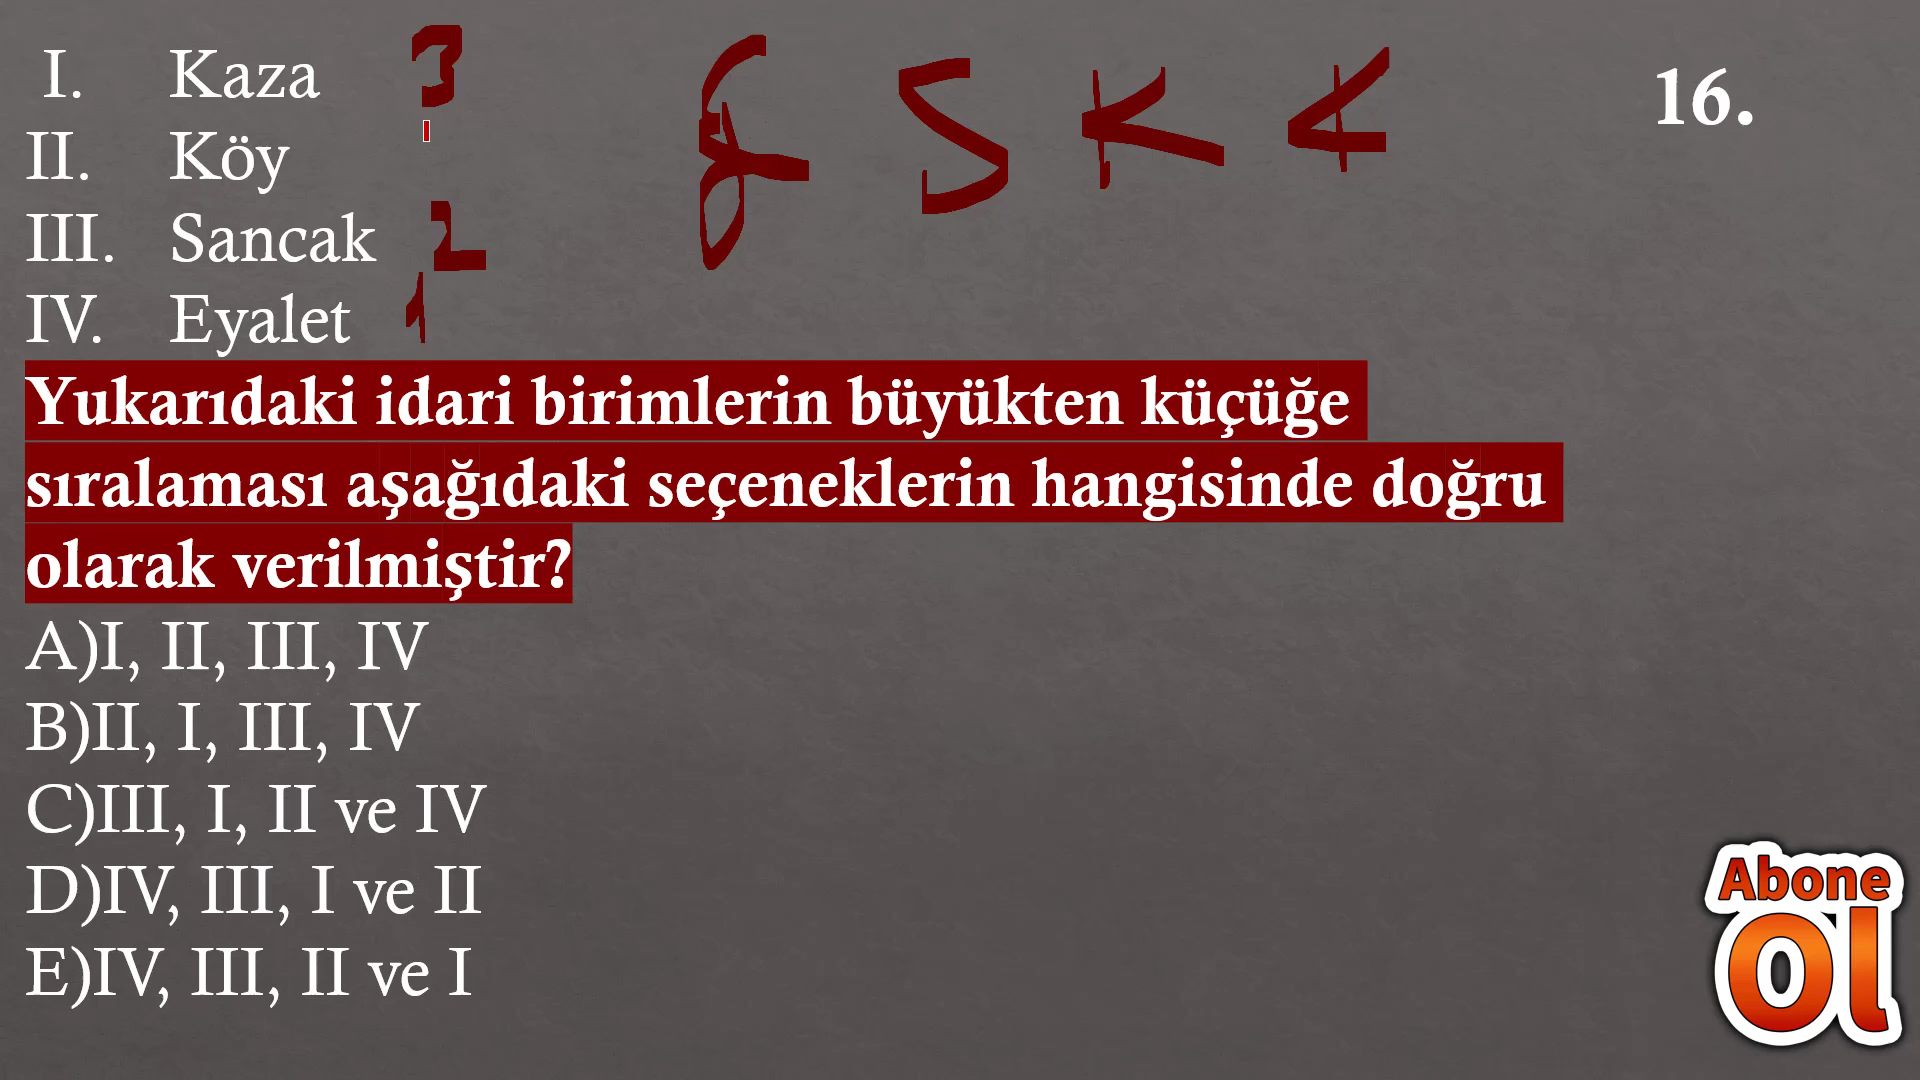 I. Kaza 3
II. Köy
III. Sancak 2
IV. Eyalet 1
E S K K
16.
Yukarıdaki idari birimlerin büyükten küçüğe
sıralaması aşağıdaki seçeneklerin hangisinde doğru
olarak verilmiştir?
A)I, II, III, IV
B)II, I, III, IV
C)III, I, II ve IV
D)IV, III, I ve II
E)IV, III, II ve I
Abone
Ol